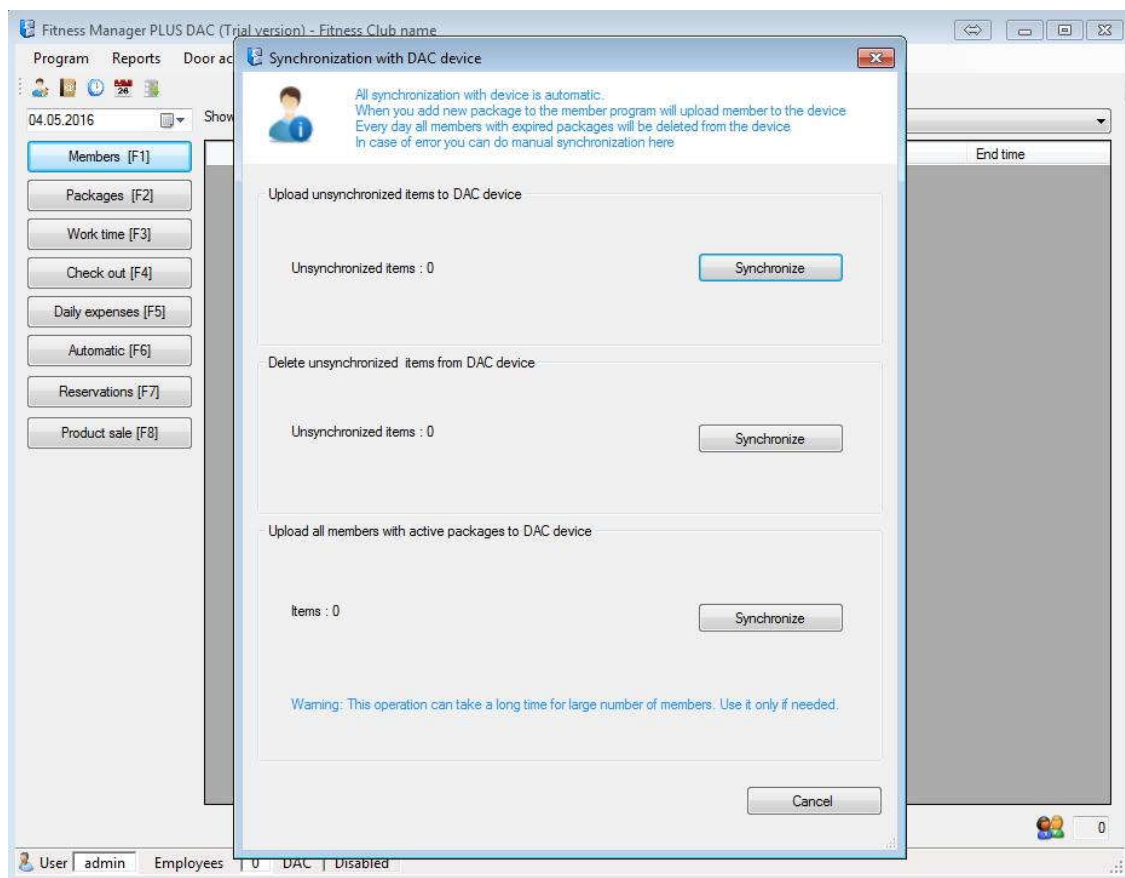 Fitness Manager PLUS DAC (Trial version) - Fitness Club name
Program Reports Door ac
26
04.05.2016 Show
Members [F1]
Packages [F2]
Work time [F3]
Check out [F4]
Daily expenses [F5]
Automatic [F6]
Reservations [F7]
Product sale [F8]
Synchronization with DAC device
All synchronization with device is automatic.
When you add new package to the member program will upload member to the device
Every day all members with expired packages will be deleted from the device
In case of error you can do manual synchronization here
Upload unsynchronized items to DAC device
Unsynchronized items : 0 Synchronize
Delete unsynchronized items from DAC device
Unsynchronized items : 0 Synchronize
Upload all members with active packages to DAC device
Items : 0 Synchronize
Warning: This operation can take a long time for large number of members. Use it only if needed.
Cancel
End time
0
User admin Employees 0 DAC Disabled